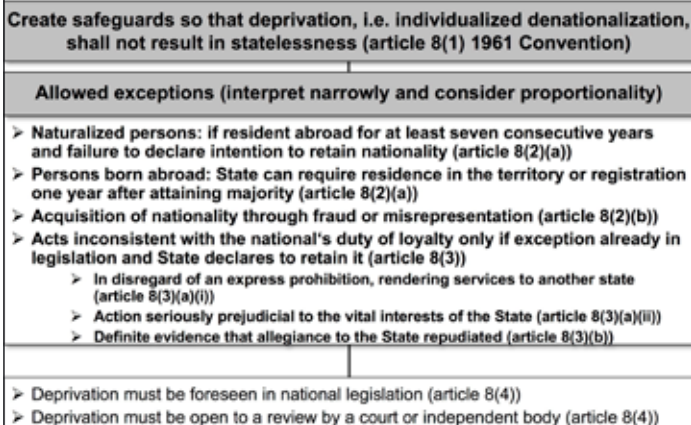 Create safeguards so that deprivation, i.e. individualized denationalization,
shall not result in statelessness (article 8(1) 1961 Convention)
Allowed exceptions (interpret narrowly and consider proportionality)
➢ Naturalized persons: if resident abroad for at least seven consecutive years
and failure to declare intention to retain nationality (article 8(2)(a))
➢ Persons born abroad: State can require residence in the territory or registration
one year after attaining majority (article 8(2)(a))
➢ Acquisition of nationality through fraud or misrepresentation (article 8(2)(b))
➢ Acts inconsistent with the national's duty of loyalty only if exception already in
legislation and State declares to retain it (article 8(3))
➢ In disregard of an express prohibition, rendering services to another state
(article 8(3)(a)(i))
➢ Action seriously prejudicial to the vital interests of the State (article 8(3)(a)(ii))
➢ Definite evidence that allegiance to the State repudiated (article 8(3)(b))
➢ Deprivation must be foreseen in national legislation (article 8(4))
➢ Deprivation must be open to a review by a court or independent body (article 8(4))